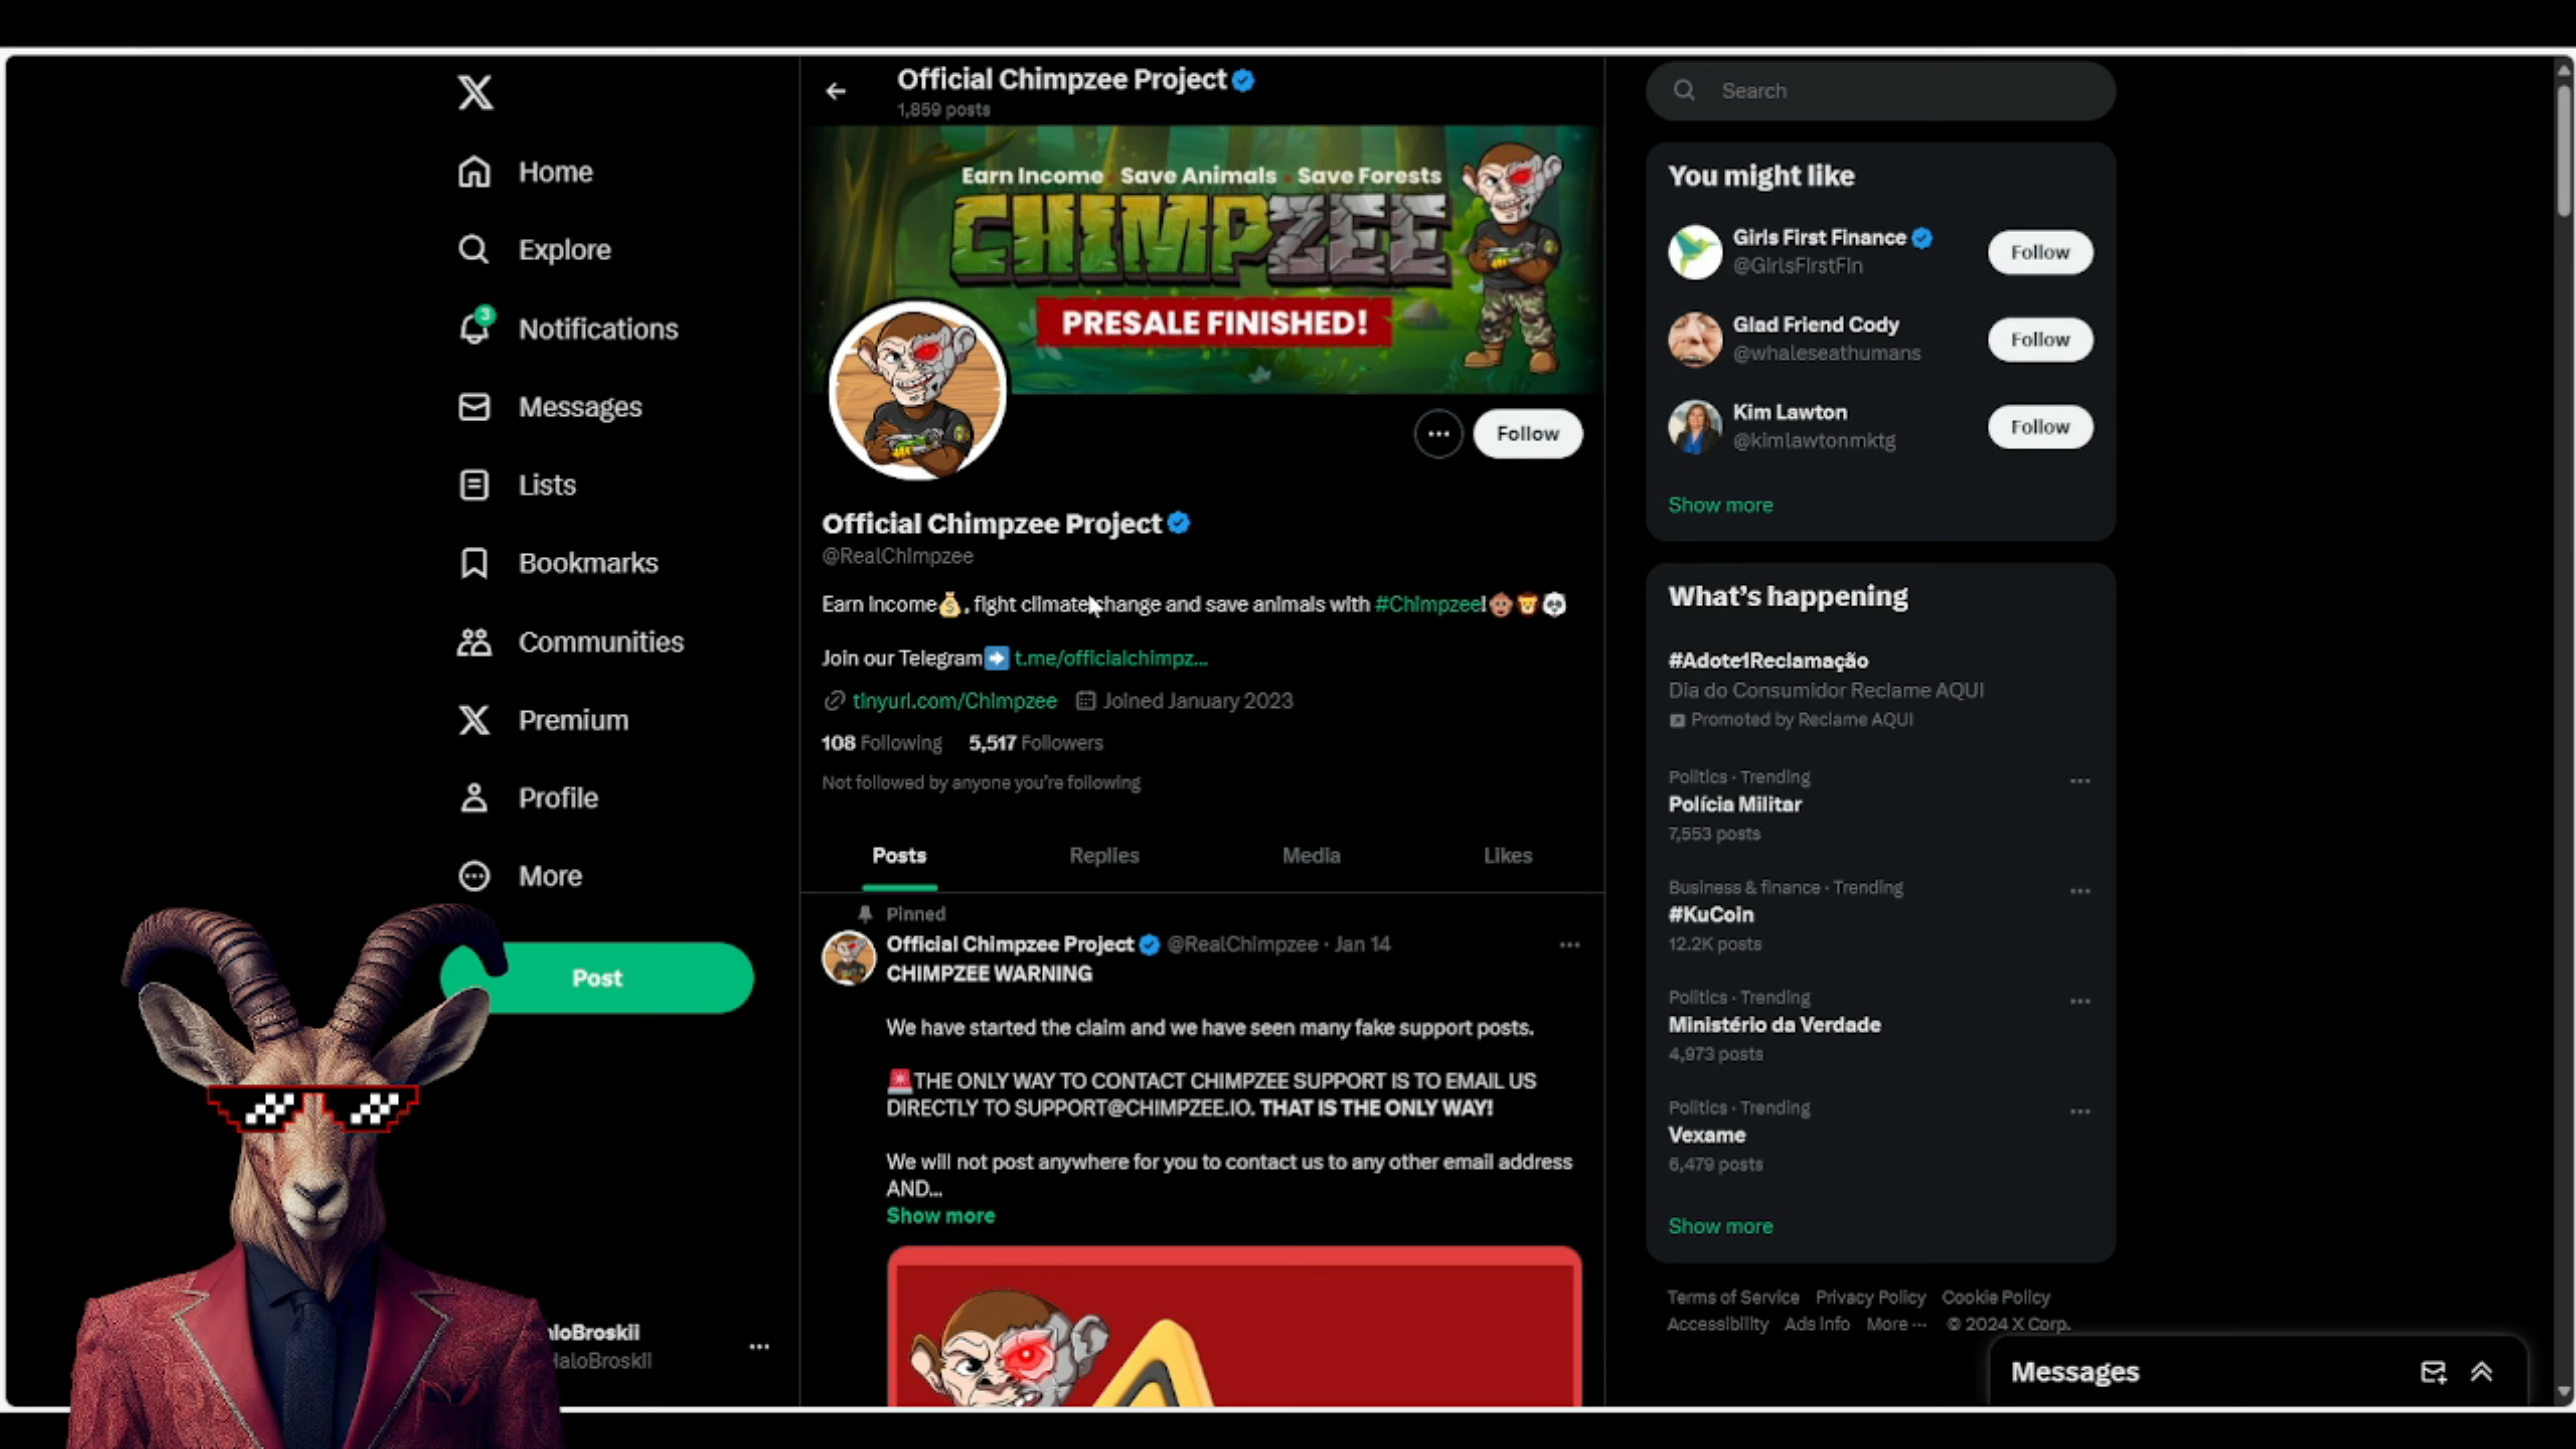 Official Chimpzee Project
1,859 posts
Earn Income Save Animals Save Forests
CHIMPZEE
PRESALE FINISHED!
Home
Explore
3
Notifications
Messages
Lists
Bookmarks
Communities
Premium
Profile
More
Post
HaloBroskii
Follow
Official Chimpzee Project
@RealChimpzee
Earn Income💰, fight climate change and save animals with #Chimpzee!🐵🦁🐼
Join our Telegram➡️ t.me/officialchimpz...
tinyurl.com/Chimpzee Joined January 2023
108 Following 5,517 Followers
Not followed by anyone you're following
Posts Replies Media Likes
Pinned
Official Chimpzee Project @RealChimpzee · Jan 14
CHIMPZEE WARNING
We have started the claim and we have seen many fake support posts.
🚨THE ONLY WAY TO CONTACT CHIMPZEE SUPPORT IS TO EMAIL US
DIRECTLY TO SUPPORT@CHIMPZEE.IO. THAT IS THE ONLY WAY!
We will not post anywhere for you to contact us to any other email address
AND...
Show more
Search
You might like
Girls First Finance
@GirlsFirstFin
Follow
Glad Friend Cody
@whaleseathumans
Follow
Kim Lawton
@kimlawtonmktg
Follow
Show more
What's happening
#Adote1Reclamação
Dia do Consumidor Reclame AQUI
Promoted by Reclame AQUI
Politics · Trending
Polícia Militar
7,553 posts
Business & finance · Trending
#KuCoin
12.2K posts
Politics · Trending
Ministério da Verdade
4,973 posts
Politics · Trending
Vexame
6,479 posts
Show more
Terms of Service Privacy Policy Cookie Policy
Accessibility Ads info More ... © 2024 X Corp.
Messages